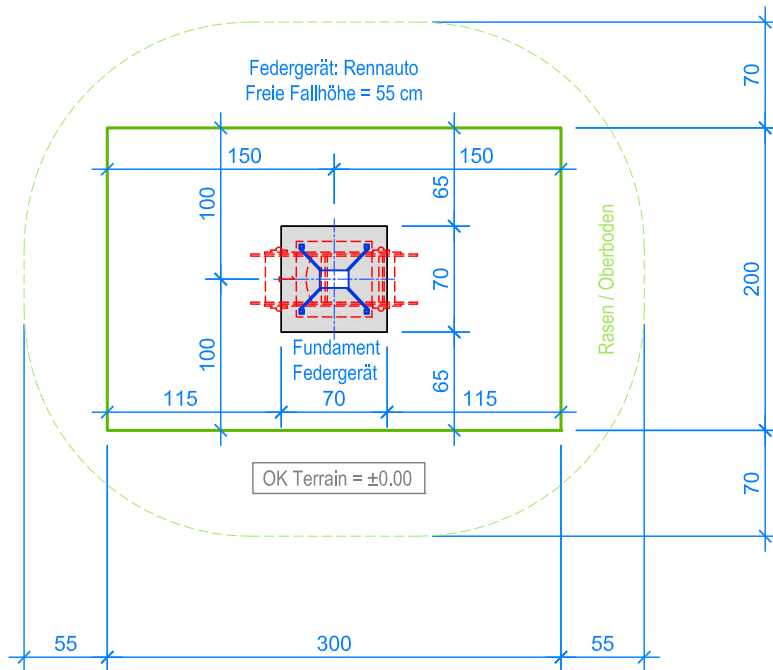 Federgerät: Rennauto
Freie Fallhöhe = 55 cm
70
150
150
100
65
Rasen / Oberboden
70
200
100
Fundament
Federgerät
65
115
70
115
OK Terrain = ±0.00
70
55
300
55